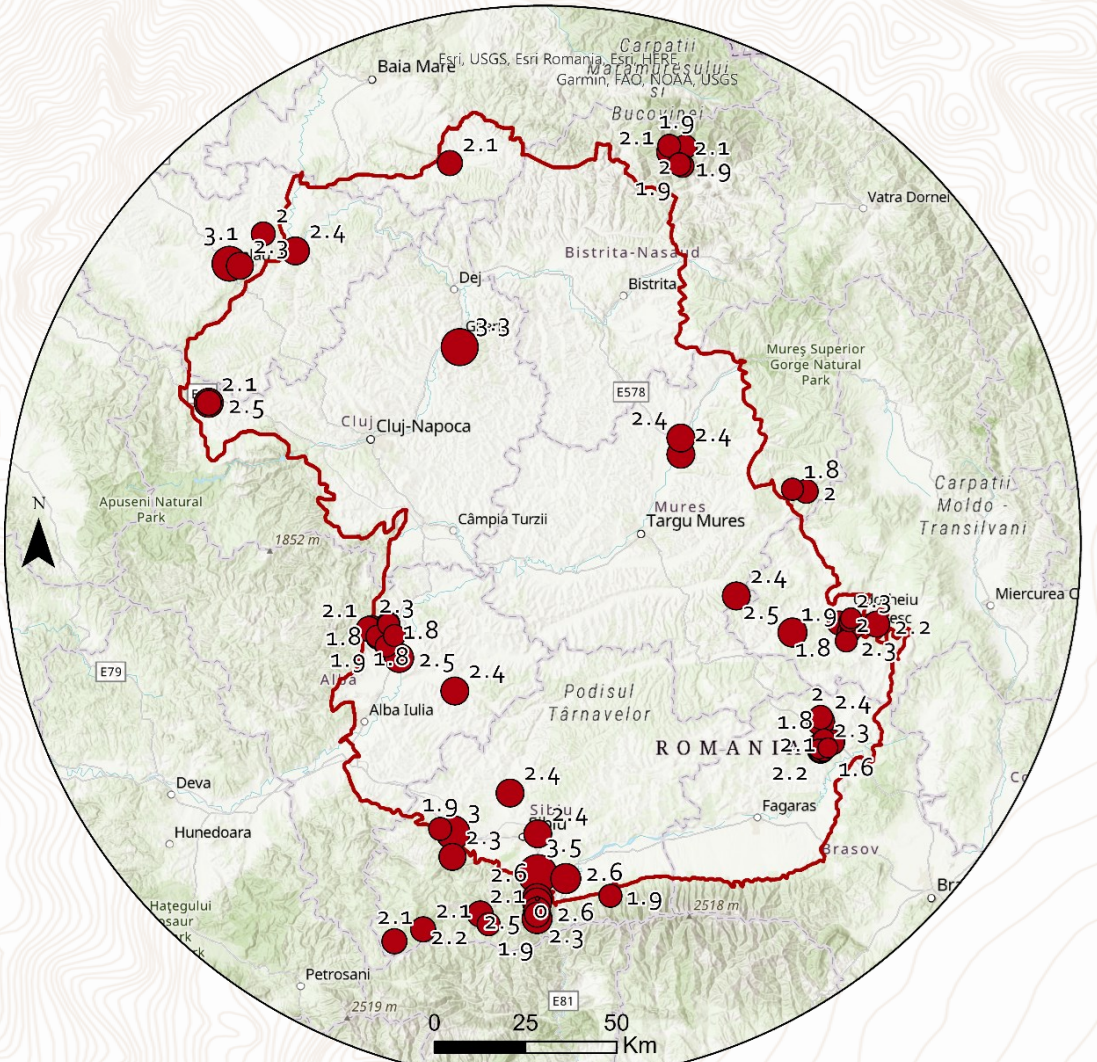 Carpatii
Esri, USGS, Esri Romania, Esri, HERE,
Maramuresului
Garmin, FAO, NOAA, USGS
si
Bucovinei
Baia Mare
1.9
2.1
2.1
2
1.9
1.9
2.1
Vatra Dornei
2
2.4
3.1
2.3
Bistrita-Nasaud
Dej
Bistrita
3.3
Mureș Superior
Gorge Natural
Park
2.1
2.5
E578
Cluj
Cluj-Napoca
2.4
2.4
1.8
2
Carpatii
Moldo -
Transilvani
Apuseni Natural
Park
N
1852 m
Câmpia Turzii
Mures
Targu Mures
2.4
2.5
Miercurea C
1.9
2.3
2
2.2
1.8
2.3
2.1
2.3
1.8
1.8
1.9
1.8
2.5
2.4
E79
Alba
Alba Iulia
Podisul
Târnavelor
ROMANIA
2
2.4
1.8
2.3
2.1
2.2
1.6
Deva
Hunedoara
2.4
Sibiu
2.4
1.9
3
2.3
3.5
2.6
2.6
Fagaras
Brasov
2.1
2.1
2.1
2.2
2.5
0
2.6
1.9
2.3
1.9
2518 m
Petrosani
2519 m
E81
0 25 50
Km